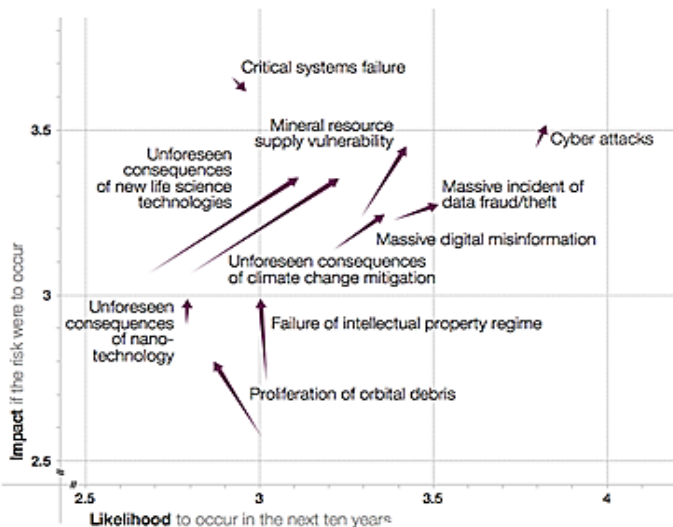 Critical systems failure
Mineral resource
supply vulnerability
3.5
Cyber attacks
Unforeseen
consequences
of new life science
technologies
Massive incident of
data fraud/theft
Massive digital misinformation
Unforeseen consequences
of climate change mitigation
3
Unforeseen
consequences
of nano-
technology
Failure of intellectual property regime
Proliferation of orbital debris
2.5
Impact if the risk were to occur
2.5
3
3.5
4
Likelihood to occur in the next ten years